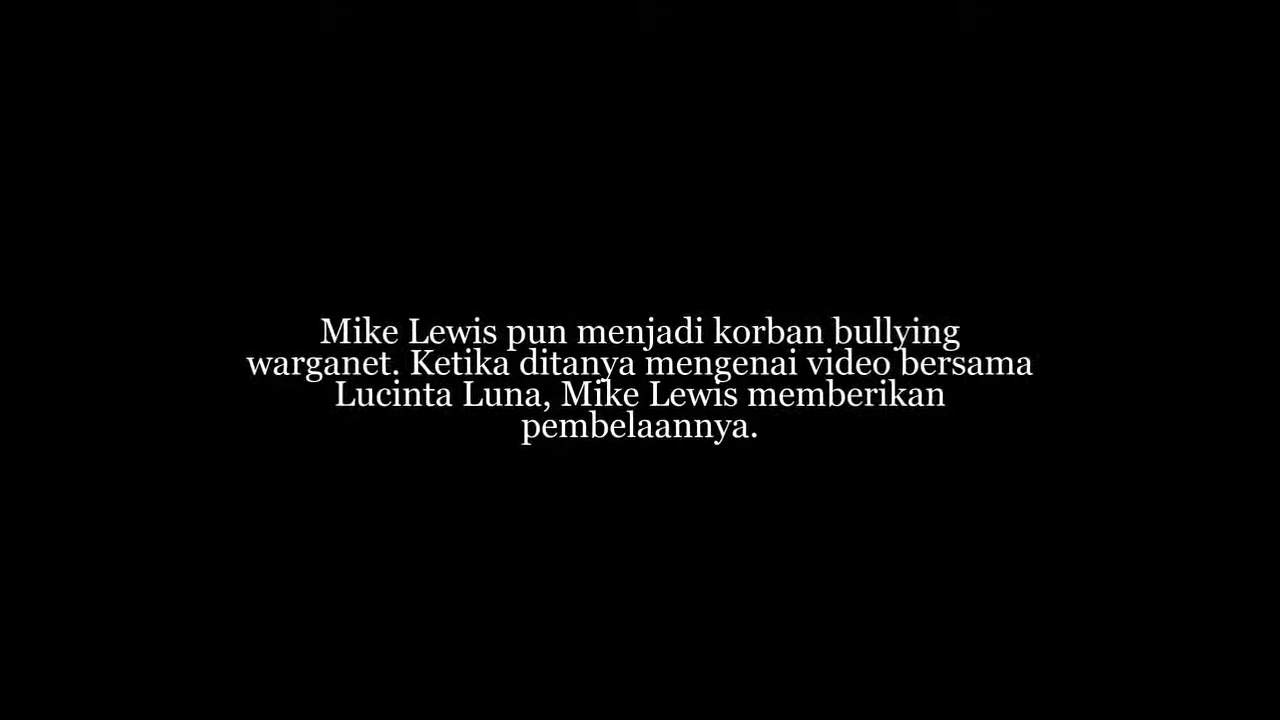 Mike Lewis pun menjadi korban bullying
warganet. Ketika ditanya mengenai video bersama
Lucinta Luna, Mike Lewis memberikan
pembelaannya.